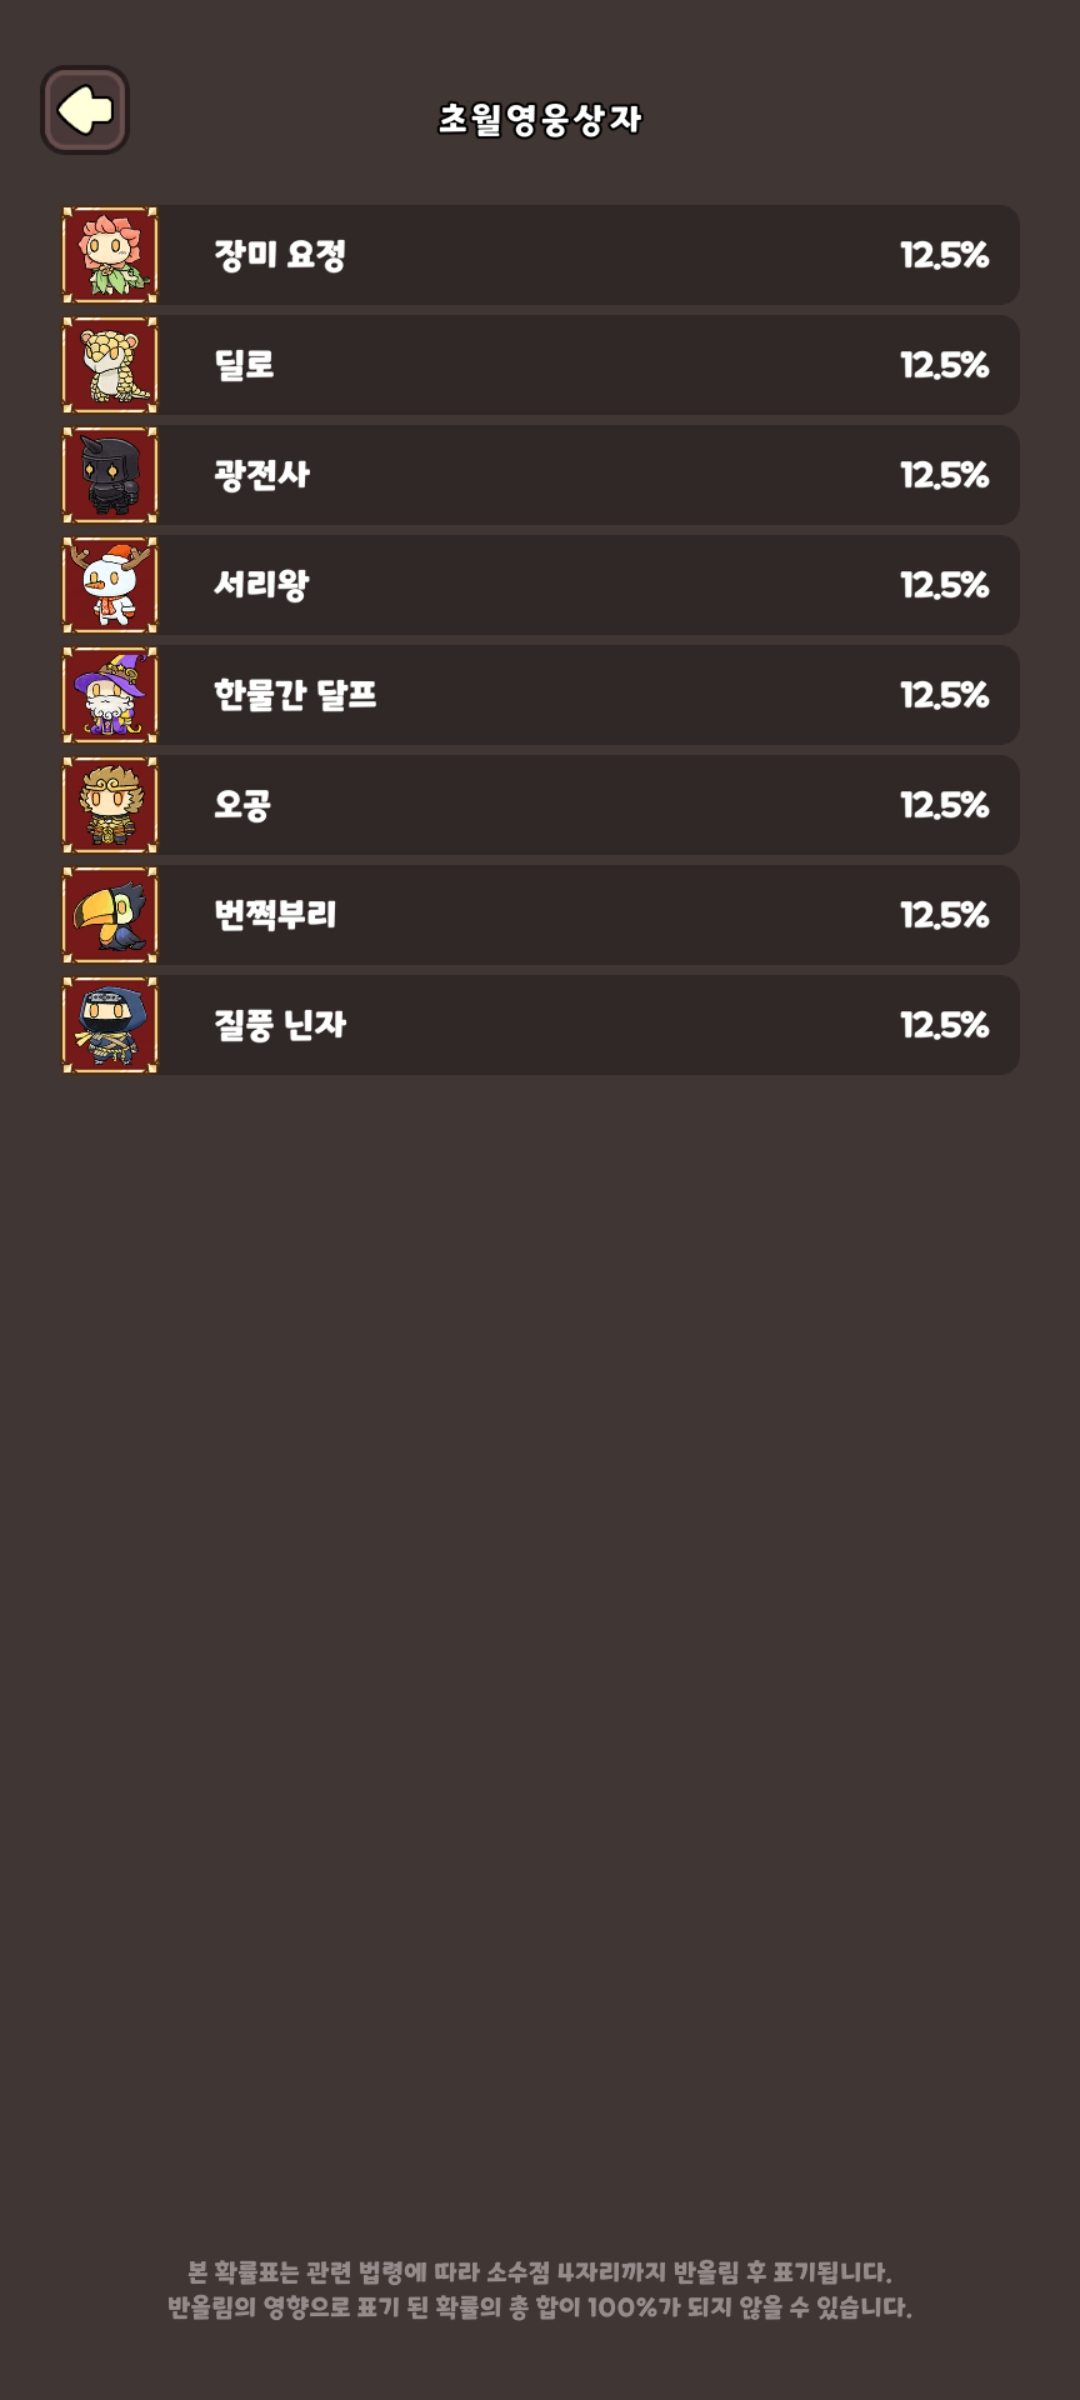 초월영웅상자
장미 요정 12.5%
딜로 12.5%
광전사 12.5%
서리왕 12.5%
한물간 달프 12.5%
오공 12.5%
번쩍부리 12.5%
질풍 닌자 12.5%
본 확률표는 관련 법령에 따라 소수점 4자리까지 반올림 후 표기됩니다.
반올림의 영향으로 표기 된 확률의 총 합이 100%가 되지 않을 수 있습니다.